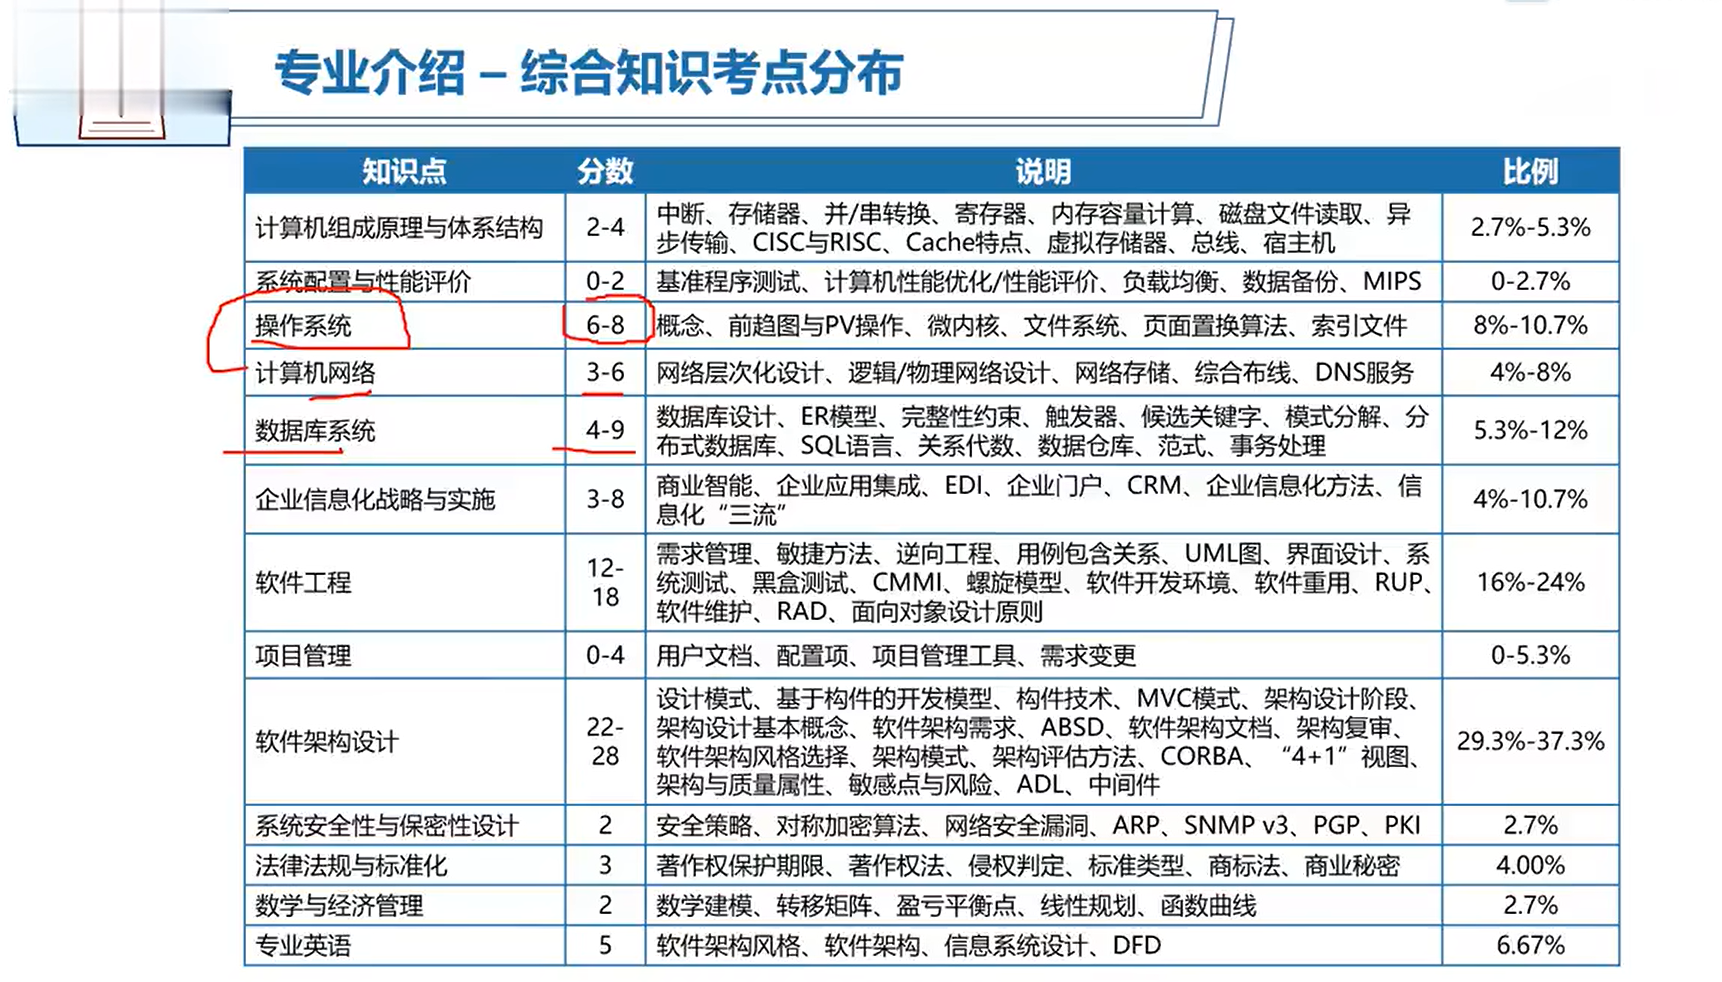 专业介绍 – 综合知识考点分布
知识点 分数 说明 比例
计算机组成原理与体系结构 2-4 中断、存储器、并/串转换、寄存器、内存容量计算、磁盘文件读取、异
步传输、CISC与RISC、Cache特点、虚拟存储器、总线、宿主机 2.7%-5.3%
系统配置与性能评价 0-2 基准程序测试、计算机性能优化/性能评价、负载均衡、数据备份、MIPS 0-2.7%
操作系统 6-8 概念、前趋图与PV操作、微内核、文件系统、页面置换算法、索引文件 8%-10.7%
计算机网络 3-6 网络层次化设计、逻辑/物理网络设计、网络存储、综合布线、DNS服务 4%-8%
数据库系统 4-9 数据库设计、ER模型、完整性约束、触发器、候选关键字、模式分解、分
布式数据库、SQL语言、关系代数、数据仓库、范式、事务处理 5.3%-12%
企业信息化战略与实施 3-8 商业智能、企业应用集成、EDI、企业门户、CRM、企业信息化方法、信
息化“三流” 4%-10.7%
软件工程 12-
18 需求管理、敏捷方法、逆向工程、用例包含关系、UML图、界面设计、系
统测试、黑盒测试、CMMI、螺旋模型、软件开发环境、软件重用、RUP、
软件维护、RAD、面向对象设计原则 16%-24%
项目管理 0-4 用户文档、配置项、项目管理工具、需求变更 0-5.3%
软件架构设计 22-
28 设计模式、基于构件的开发模型、构件技术、MVC模式、架构设计阶段、
架构设计基本概念、软件架构需求、ABSD、软件架构文档、架构复审、
软件架构风格选择、架构模式、架构评估方法、CORBA、“4+1”视图、
架构与质量属性、敏感点与风险、ADL、中间件 29.3%-37.3%
系统安全性与保密性设计 2 安全策略、对称加密算法、网络安全漏洞、ARP、SNMP v3、PGP、PKI 2.7%
法律法规与标准化 3 著作权保护期限、著作权法、侵权判定、标准类型、商标法、商业秘密 4.00%
数学与经济管理 2 数学建模、转移矩阵、盈亏平衡点、线性规划、函数曲线 2.7%
专业英语 5 软件架构风格、软件架构、信息系统设计、DFD 6.67%